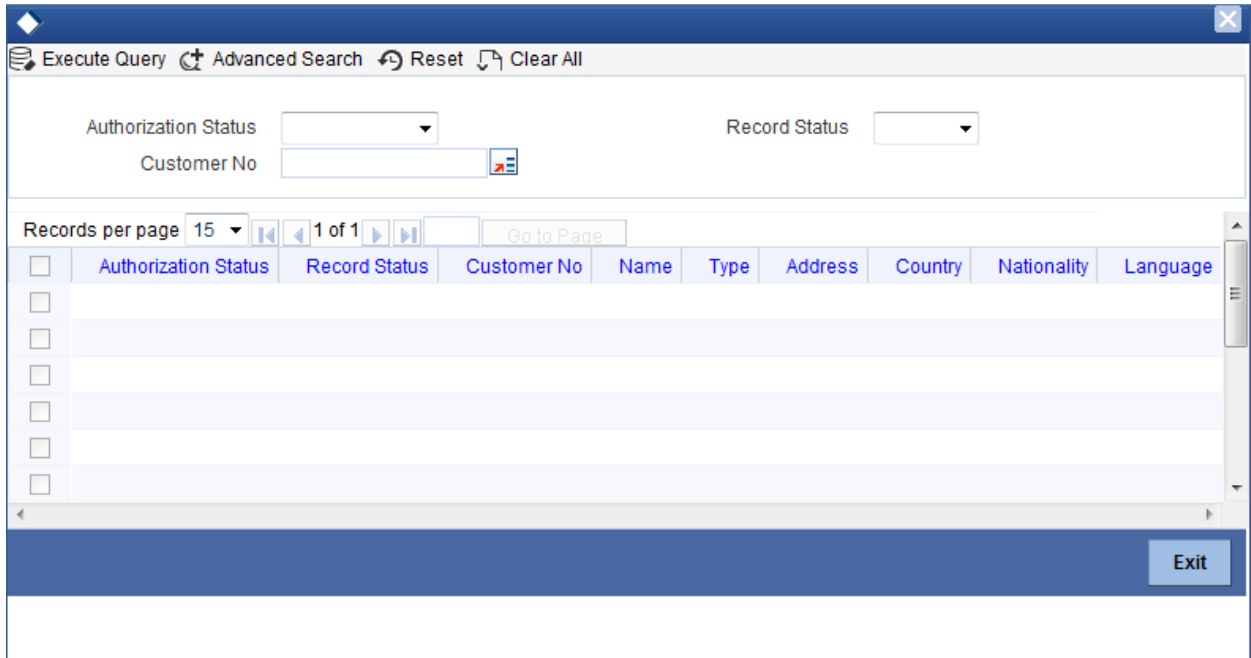 Execute Query Advanced Search Reset Clear All
Authorization Status Record Status
Customer No
Records per page 15 1 of 1 Go to Page
Authorization Status Record Status Customer No Name Type Address Country Nationality Language
Exit